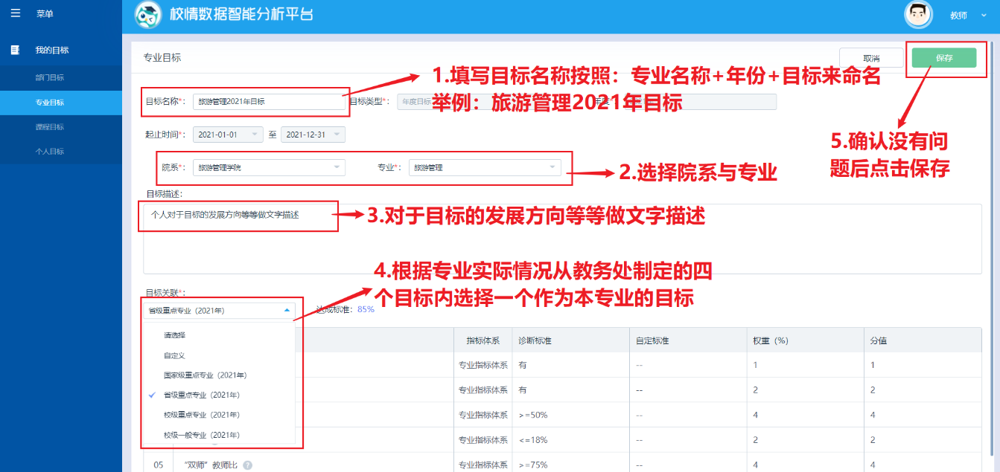 菜单
校情数据智能分析平台
教师
我的目标
部门目标
专业目标
课程目标
个人目标
专业目标
取消
保存
1.填写目标名称按照：专业名称+年份+目标来命名
举例：旅游管理2021年目标
目标名称*：
旅游管理2021年目标
目标类型*：
年度目标
年度*
起止时间*：
2021-01-01
至
2021-12-31
5.确认没有问
题后点击保存
院系*：
旅游管理学院
专业*：
旅游管理
2.选择院系与专业
目标描述：
个人对于目标的发展方向等等做文字描述
3.对于目标的发展方向等等做文字描述
4.根据专业实际情况从教务处制定的四
个目标内选择一个作为本专业的目标
目标关联*：
省级重点专业（2021年）
达成标准：85%
请选择
自定义
国家级重点专业（2021年）
省级重点专业（2021年）
校级重点专业（2021年）
校级一般专业（2021年）
指标体系 诊断标准 自定标准 权重（%） 分值
专业指标体系 有 -- 1 1
专业指标体系 有 -- 2 2
专业指标体系 >=50% -- 4 4
专业指标体系 <=18% -- 2 2
05 “双师”教师比 ? 专业指标体系 >=75% -- 4 4